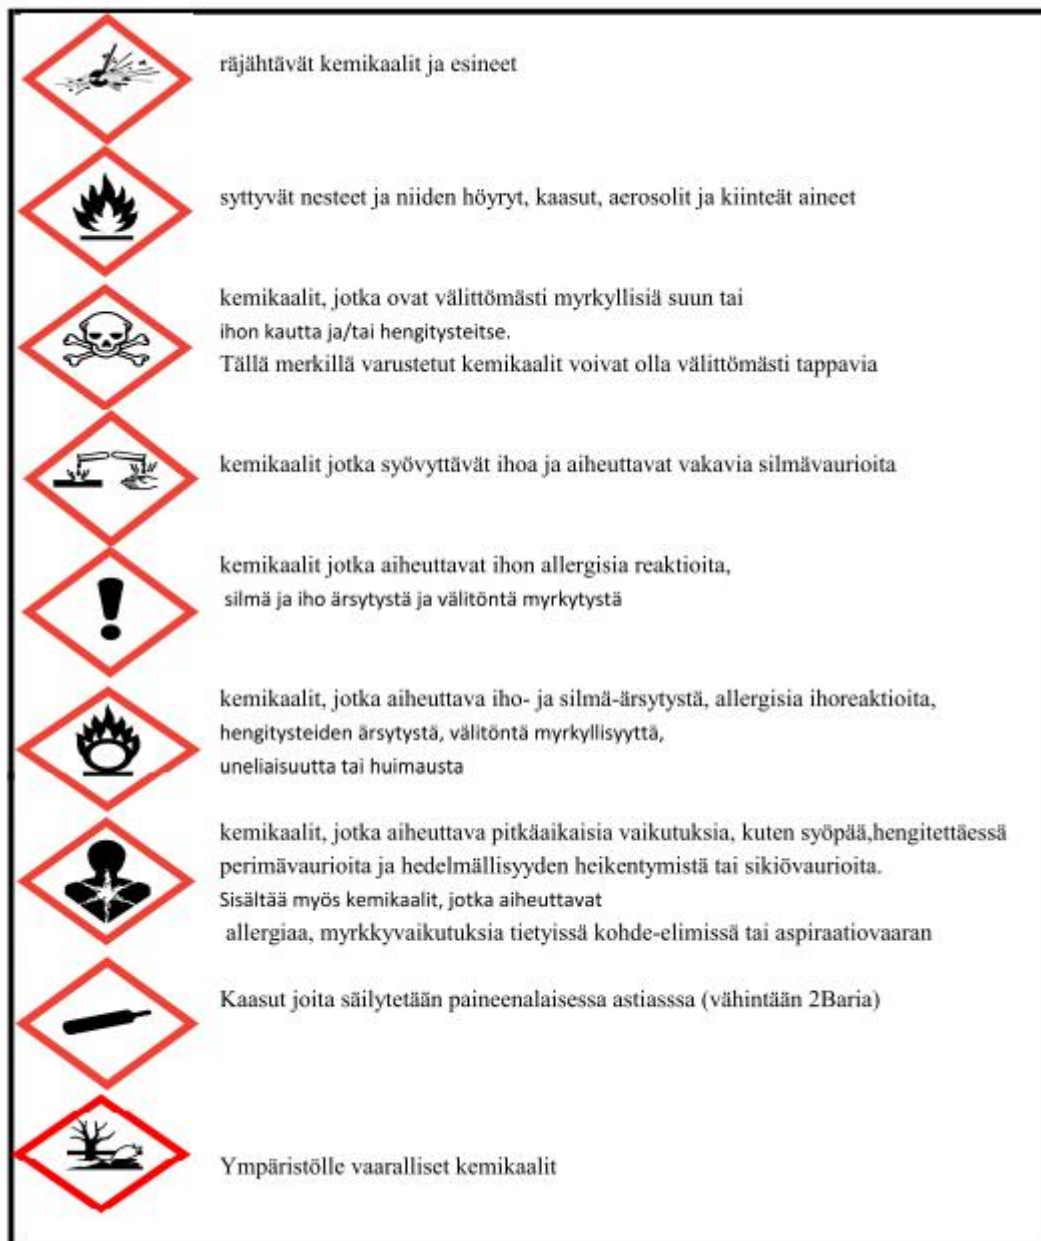 räjähtävät kemikaalit ja esineet
syttyvät nesteet ja niiden höyryt, kaasut, aerosolit ja kiinteät aineet
kemikaalit, jotka ovat välittömästi myrkyllisiä suun tai
ihon kautta ja/tai hengitysteitse.
Tällä merkillä varustetut kemikaalit voivat olla välittömästi tappavia
kemikaalit jotka syövyttävät ihoa ja aiheuttavat vakavia silmävaurioita
kemikaalit jotka aiheuttavat ihon allergisia reaktioita,
silmä ja iho ärsytystä ja välitöntä myrkytystä
kemikaalit, jotka aiheuttava iho- ja silmä-ärsytystä, allergisia ihoreaktioita,
hengitysteiden ärsytystä, välitöntä myrkyllisyyttä,
uneliaisuutta tai huimausta
kemikaalit, jotka aiheuttava pitkäaikaisia vaikutuksia, kuten syöpää,hengitettäessä
perimävaurioita ja hedelmällisyyden heikentymistä tai sikiövaurioita.
Sisältää myös kemikaalit, jotka aiheuttavat
allergiaa, myrkkyvaikutuksia tietyissä kohde-elimissä tai aspiraatiovaaran
Kaasut joita säilytetään paineenalaisessa astiasssa (vähintään 2Baria)
Ympäristölle vaaralliset kemikaalit